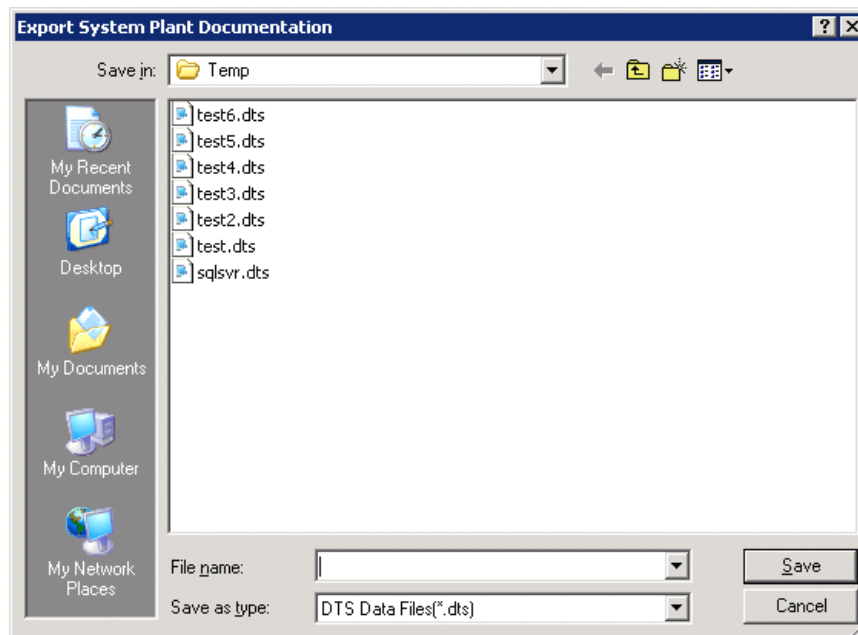 Export System Plant Documentation
Save in:
Temp
test6.dts
test5.dts
test4.dts
test3.dts
test2.dts
test.dts
sqlsvr.dts
My Recent
Documents
Desktop
My Documents
My Computer
My Network
Places
File name:
Save
Save as type:
DTS Data Files(*.dts)
Cancel